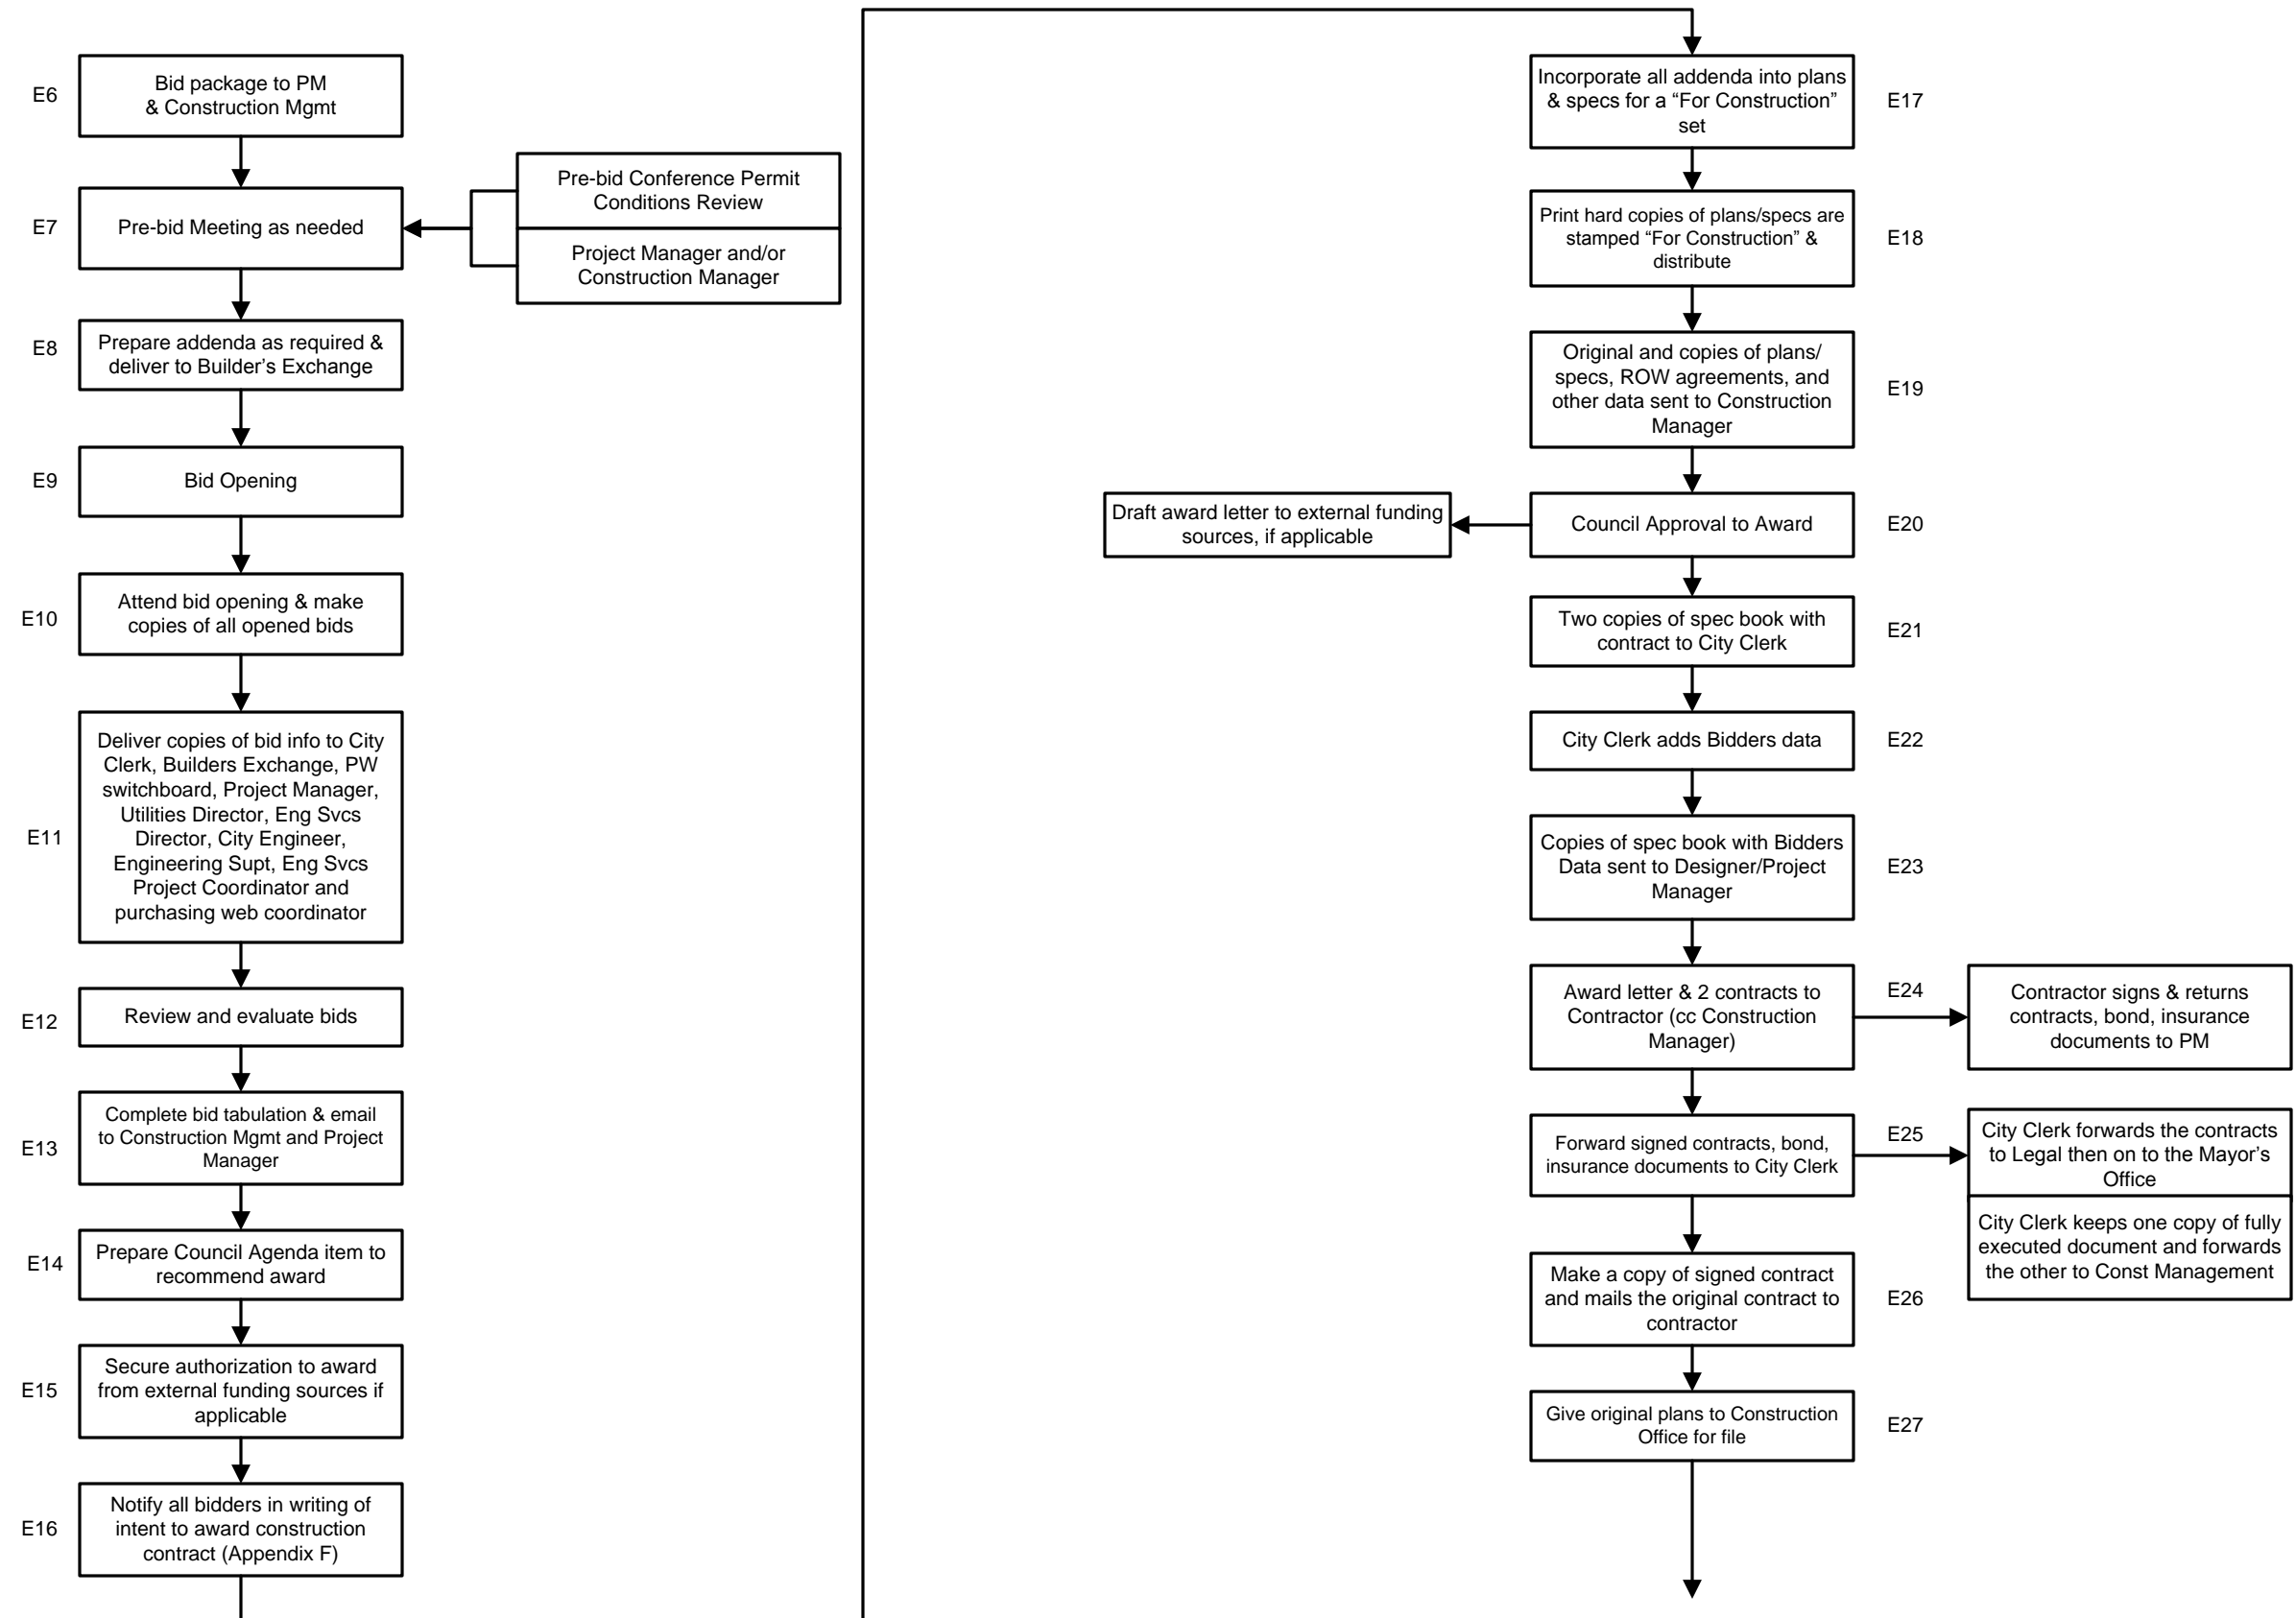 E6
Bid package to PM
& Construction Mgmt
E7
Pre-bid Meeting as needed
Pre-bid Conference Permit
Conditions Review
Project Manager and/or
Construction Manager
E8
Prepare addenda as required &
deliver to Builder’s Exchange
E9
Bid Opening
E10
Attend bid opening & make
copies of all opened bids
E11
Deliver copies of bid info to City
Clerk, Builders Exchange, PW
switchboard, Project Manager,
Utilities Director, Eng Svcs
Director, City Engineer,
Engineering Supt, Eng Svcs
Project Coordinator and
purchasing web coordinator
E12
Review and evaluate bids
E13
Complete bid tabulation & email
to Construction Mgmt and Project
Manager
E14
Prepare Council Agenda item to
recommend award
E15
Secure authorization to award
from external funding sources if
applicable
E16
Notify all bidders in writing of
intent to award construction
contract (Appendix F)
Incorporate all addenda into plans
& specs for a “For Construction”
set
E17
Print hard copies of plans/specs are
stamped “For Construction” &
distribute
E18
Original and copies of plans/
specs, ROW agreements, and
other data sent to Construction
Manager
E19
Draft award letter to external funding
sources, if applicable
Council Approval to Award
E20
Two copies of spec book with
contract to City Clerk
E21
City Clerk adds Bidders data
E22
Copies of spec book with Bidders
Data sent to Designer/Project
Manager
E23
Award letter & 2 contracts to
Contractor (cc Construction
Manager)
E24
Contractor signs & returns
contracts, bond, insurance
documents to PM
Forward signed contracts, bond,
insurance documents to City Clerk
E25
City Clerk forwards the contracts
to Legal then on to the Mayor’s
Office
City Clerk keeps one copy of fully
executed document and forwards
the other to Const Management
Make a copy of signed contract
and mails the original contract to
contractor
E26
Give original plans to Construction
Office for file
E27